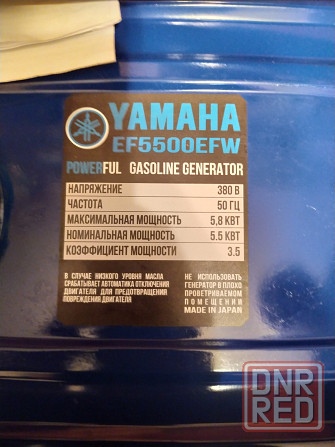 YAMAHA
EF5500EFW
POWERFUL GASOLINE GENERATOR
НАПРЯЖЕНИЕ 380 В
ЧАСТОТА 50 ГЦ
МАКСИМАЛЬНАЯ МОЩНОСТЬ 5,8 КВТ
НОМИНАЛЬНАЯ МОЩНОСТЬ 5.5 КВТ
КОЭФФИЦИЕНТ МОЩНОСТИ 3.5
В СЛУЧАЕ НИЗКОГО УРОВНЯ МАСЛА
СРАБАТЫВАЕТ АВТОМАТИКА ОТКЛЮЧЕНИЯ
ДВИГАТЕЛЯ ДЛЯ ПРЕДОТВРАЩЕНИЯ
ПОВРЕЖДЕНИЯ ДВИГАТЕЛЯ
НЕ ИСПОЛЬЗОВАТЬ
ГЕНЕРАТОР В ПЛОХО
ПРОВЕТРИВАЕМОМ
ПОМЕЩЕНИИ
MADE IN JAPAN
DNR
RED